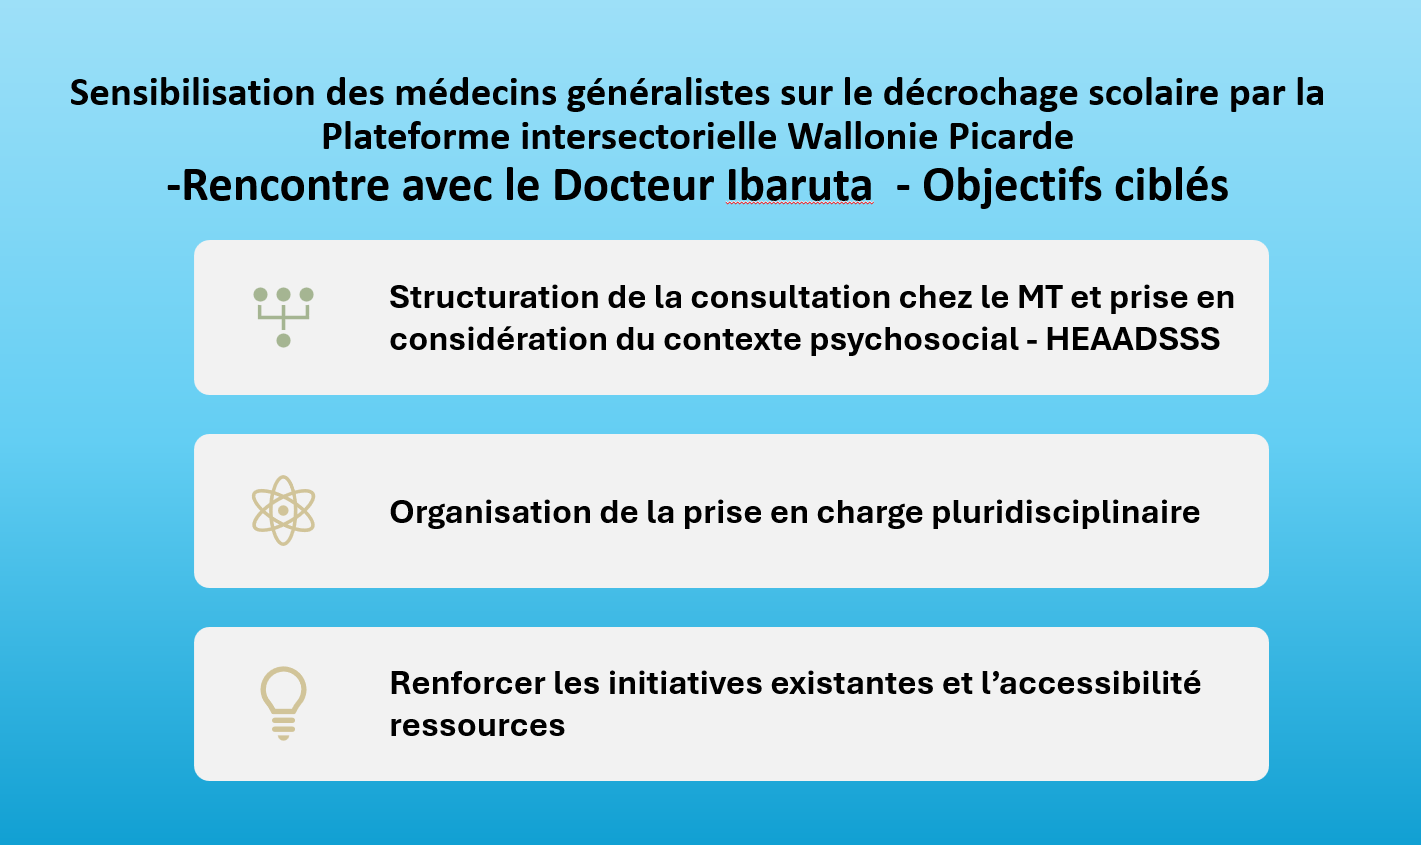 Sensibilisation des médecins généralistes sur le décrochage scolaire par la
Plateforme intersectorielle Wallonie Picarde
-Rencontre avec le Docteur Ibaruta  - Objectifs ciblés
Structuration de la consultation chez le MT et prise en
considération du contexte psychosocial - HEAADSSS
Organisation de la prise en charge pluridisciplinaire
Renforcer les initiatives existantes et l’accessibilité
ressources